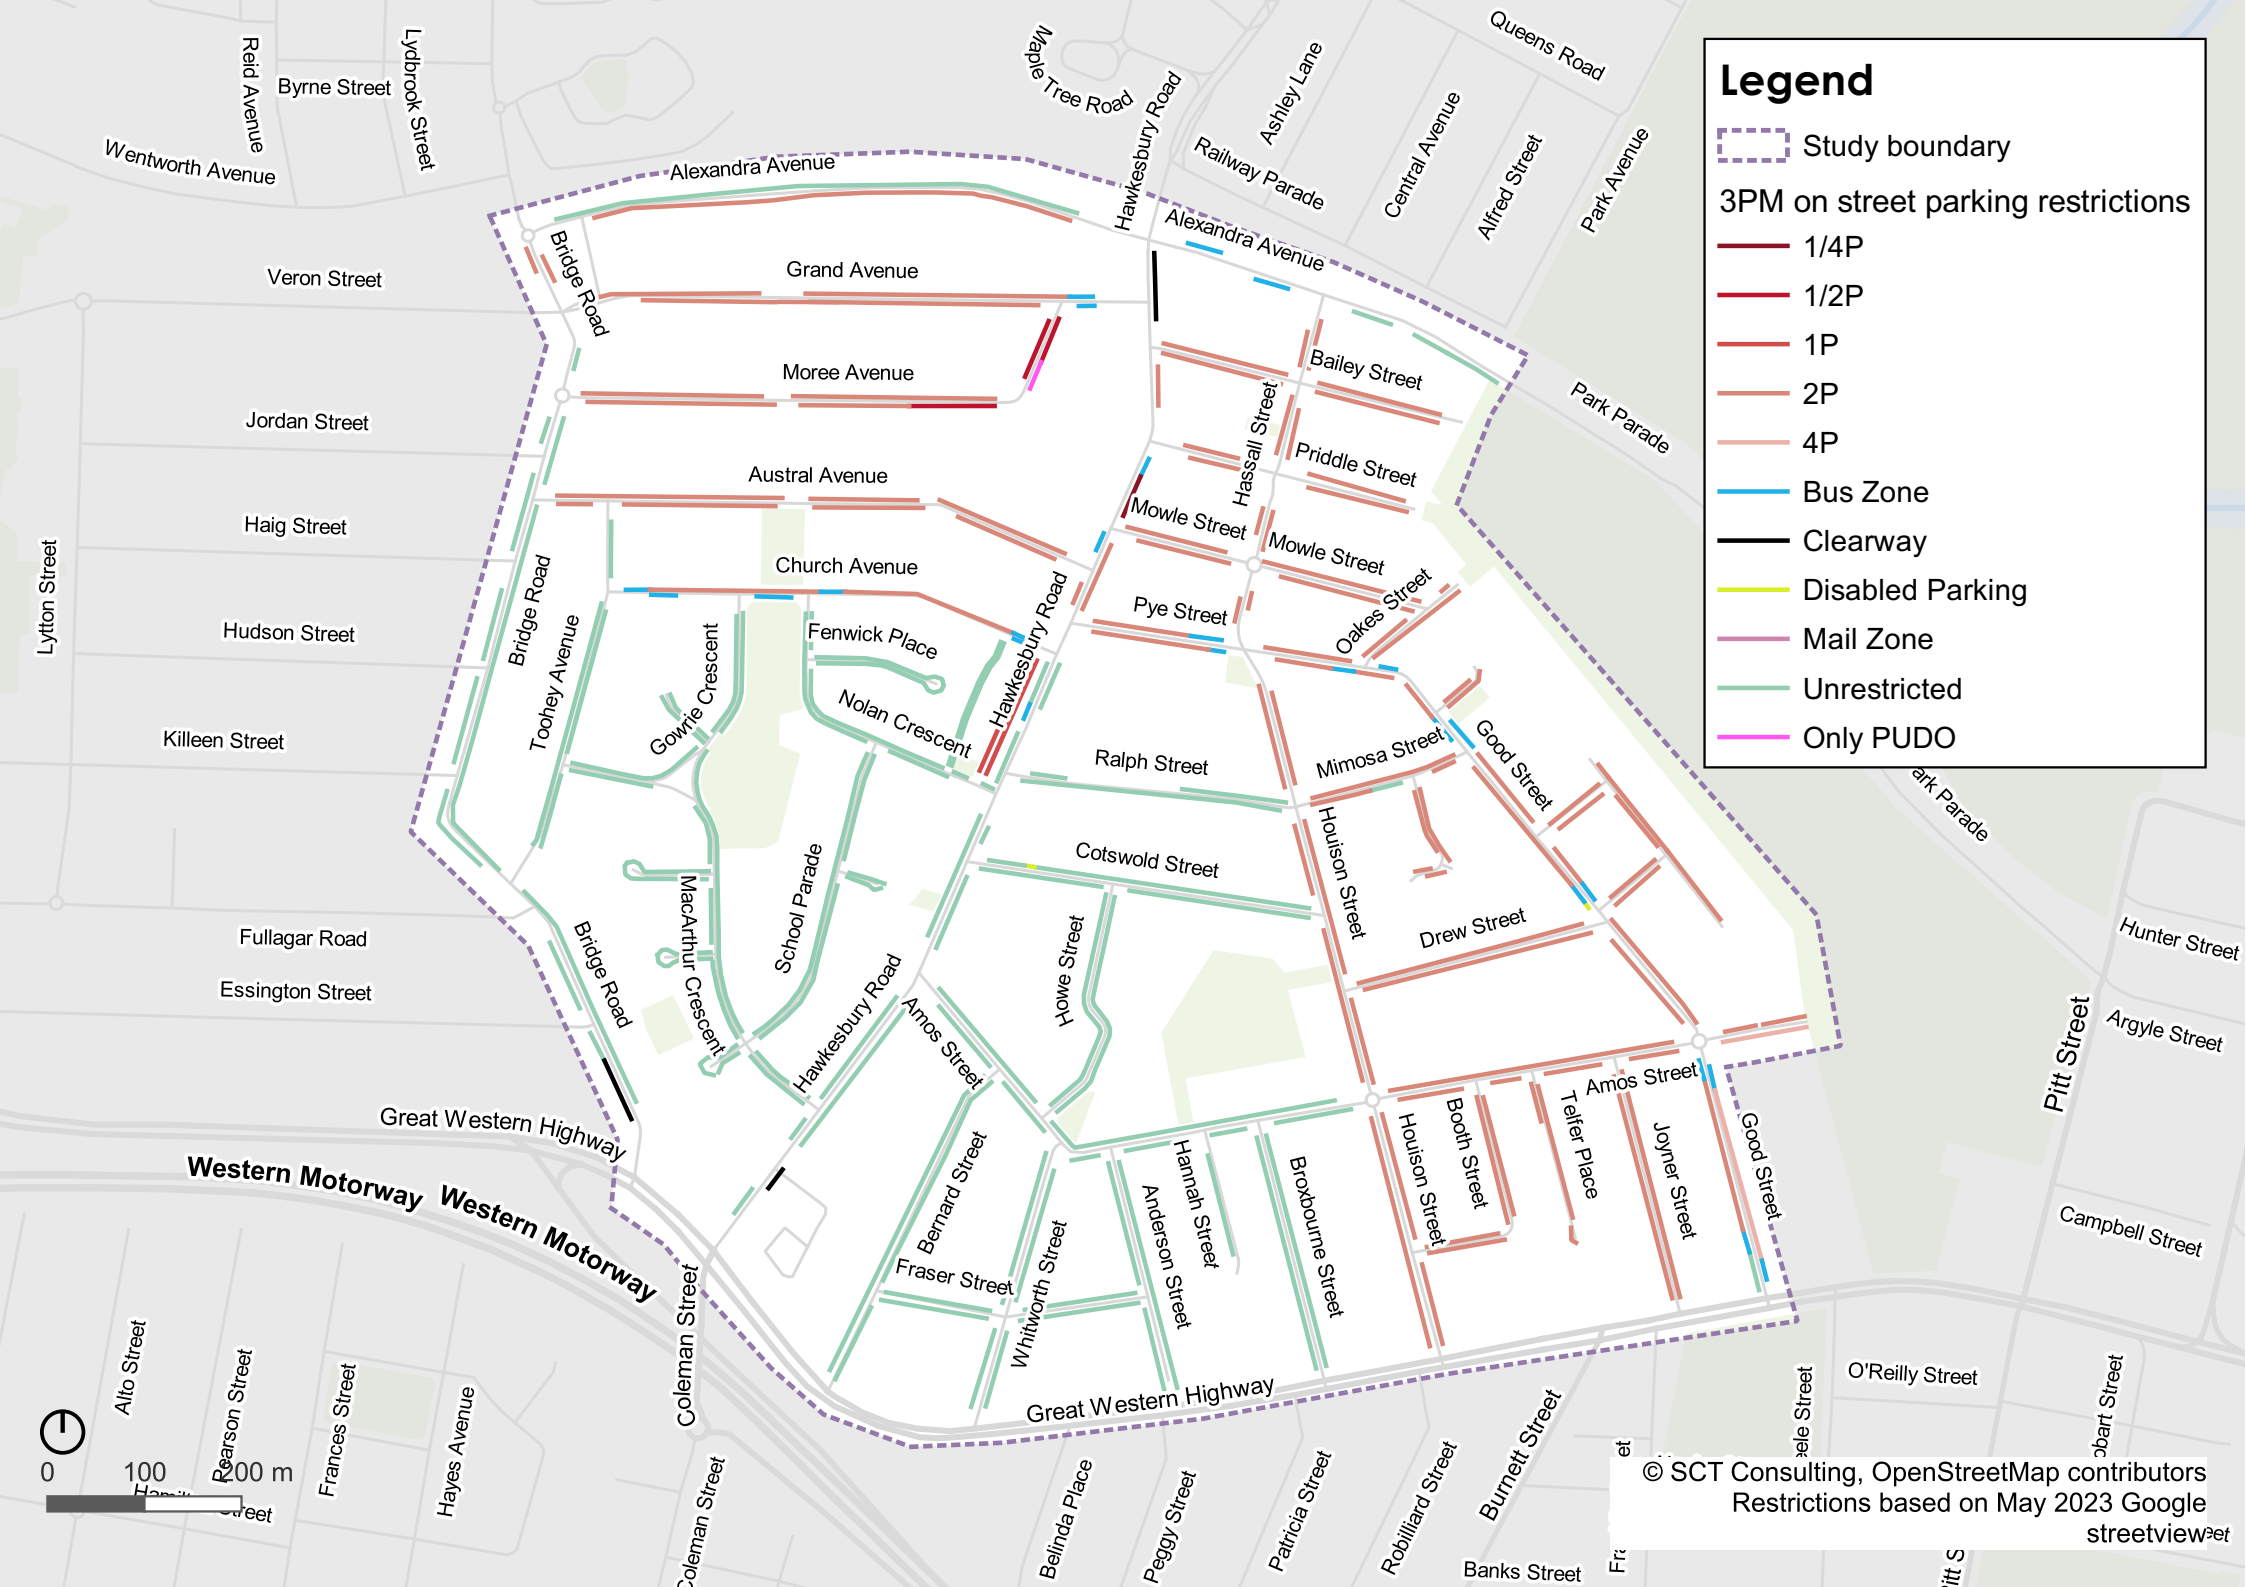 Queens Road
Maple Tree Road
Reid Avenue
Byrne Street
Lydbrook Street
Ashley Lane
Hawkesbury Road
Central Avenue
Alfred Street
Park Avenue
Railway Parade
Wentworth Avenue
Alexandra Avenue
Alexandra Avenue
Bridge Road
Veron Street
Grand Avenue
Moree Avenue
Bailey Street
Jordan Street
Park Parade
Hassall Street
Priddle Street
Austral Avenue
Haig Street
Mowle Street
Mowle Street
Church Avenue
Lytton Street
Bridge Road
Oakes Street
Pye Street
Hudson Street
Fenwick Place
Hawkesbury Road
Toohey Avenue
Gowrie Crescent
Nolan Crescent
Killeen Street
Ralph Street
Mimosa Street
Good Street
Park Parade
Cotswold Street
Houison Street
School Parade
MacArthur Crescent
Howe Street
Drew Street
Fullagar Road
Bridge Road
Essington Street
Hawkesbury Road
Amos Street
Hunter Street
Argyle Street
Pitt Street
Amos Street
Great Western Highway
Western Motorway
Western Motorway
Bernard Street
Fraser Street
Whitworth Street
Anderson Street
Hannah Street
Broxbourne Street
Houison Street
Booth Street
Telfer Place
Joyner Street
Good Street
Campbell Street
Coleman Street
Great Western Highway
Alto Street
Pearson Street
Frances Street
Hayes Avenue
Coleman Street
Belinda Place
Peggy Street
Patricia Street
Robilliard Street
Burnett Street
Banks Street
O'Reilly Street
Legend
Study boundary
3PM on street parking restrictions
1/4P
1/2P
1P
2P
4P
Bus Zone
Clearway
Disabled Parking
Mail Zone
Unrestricted
Only PUDO
0 100 200 m
© SCT Consulting, OpenStreetMap contributors
Restrictions based on May 2023 Google
streetview